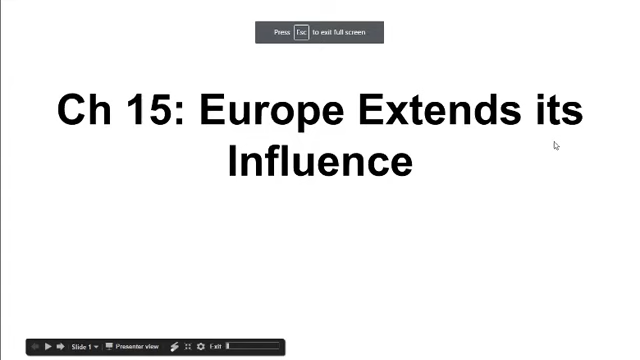 Press Esc to exit full screen
Ch 15: Europe Extends its
Influence
Slide 1 Presenter view Exit